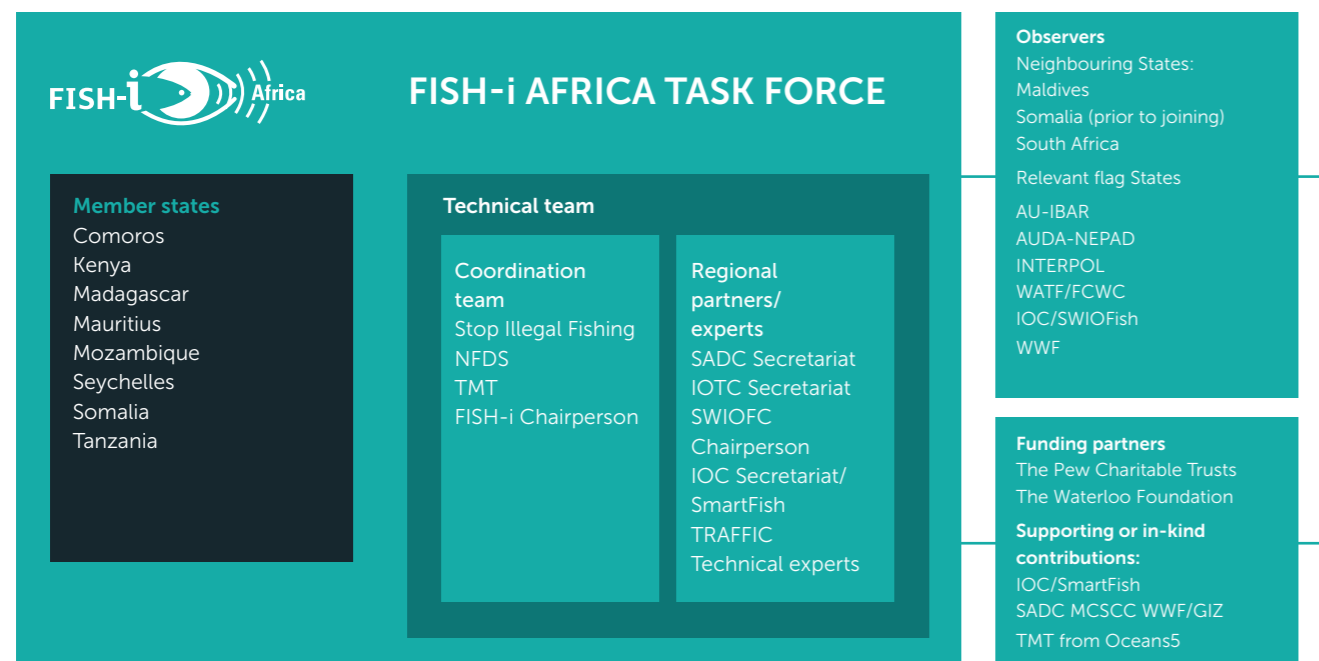 FISH-i Africa
FISH-i AFRICA TASK FORCE
Member states
Comoros
Kenya
Madagascar
Mauritius
Mozambique
Seychelles
Somalia
Tanzania
Technical team
Coordination
team
Stop Illegal Fishing
NFDS
TMT
FISH-i Chairperson
Regional
partners/
experts
SADC Secretariat
IOTC Secretariat
SWIOFC
Chairperson
IOC Secretariat/
SmartFish
TRAFFIC
Technical experts
Observers
Neighbouring States:
Maldives
Somalia (prior to joining)
South Africa
Relevant flag States
AU-IBAR
AUDA-NEPAD
INTERPOL
WATF/FCWC
IOC/SWIOFish
WWF
Funding partners
The Pew Charitable Trusts
The Waterloo Foundation
Supporting or in-kind
contributions:
IOC/SmartFish
SADC MCSCC WWF/GIZ
TMT from Oceans5